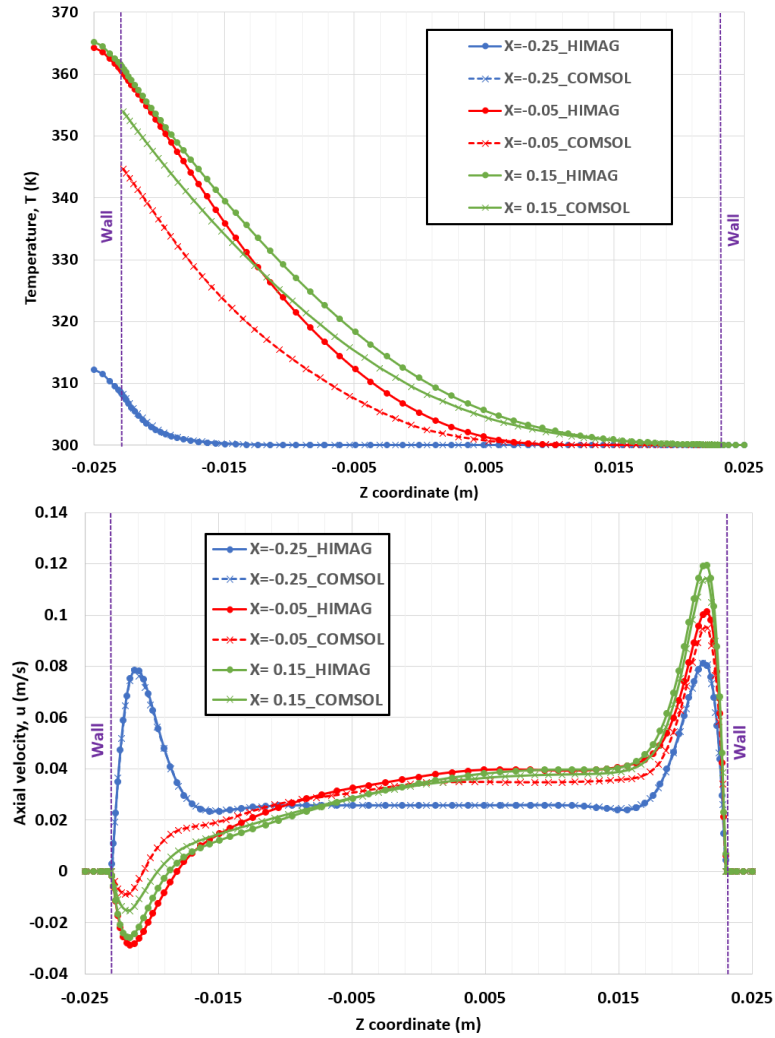 370
360
350
340
330
320
310
300
Temperature, T (K)
Wall
Wall
X=-0.25_HIMAG
X=-0.25_COMSOL
X=-0.05_HIMAG
X=-0.05_COMSOL
X= 0.15_HIMAG
X= 0.15_COMSOL
-0.025 -0.015 -0.005 0.005 0.015 0.025
Z coordinate (m)
0.14
0.12
0.1
0.08
0.06
0.04
0.02
0
-0.02
-0.04
Axial velocity, u (m/s)
Wall
Wall
X=-0.25_HIMAG
X=-0.25_COMSOL
X=-0.05_HIMAG
X=-0.05_COMSOL
X= 0.15_HIMAG
X= 0.15_COMSOL
-0.025 -0.015 -0.005 0.005 0.015 0.025
Z coordinate (m)